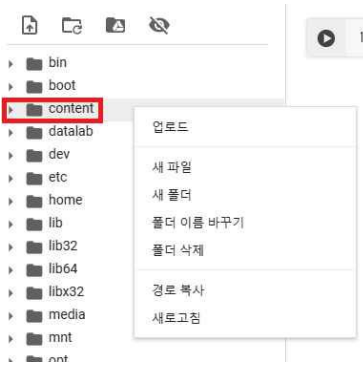 bin
boot
content
datalab
dev
etc
home
lib
lib32
lib64
libx32
media
mnt
opt
업로드
새 파일
새 폴더
폴더 이름 바꾸기
폴더 삭제
경로 복사
새로고침